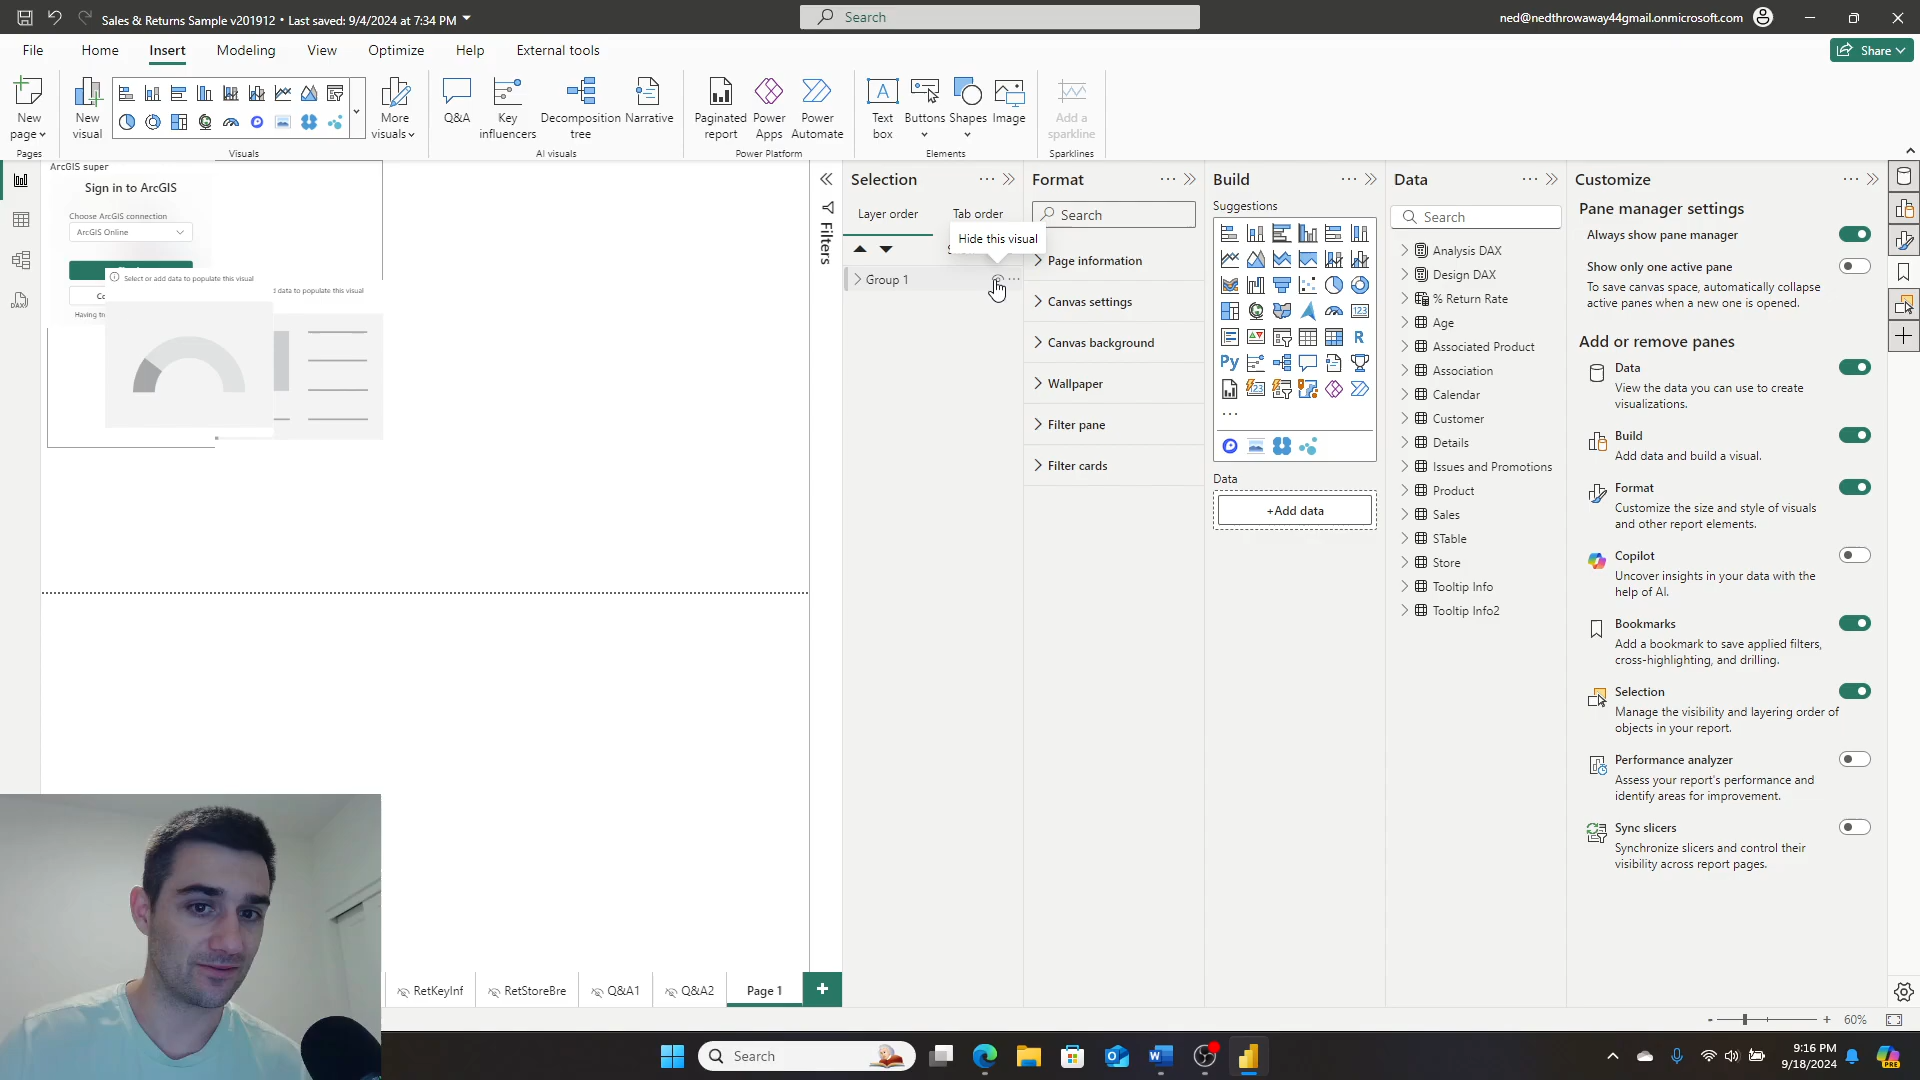 Sales & Returns Sample v201912 • Last saved: 9/4/2024 at 7:34 PM
Search
ned@nedthrowaway44gmail.onmicrosoft.com
File
Home
Insert
Modeling
View
Optimize
Help
External tools
Share
New page
New visual
More visuals
Q&A
Key influencers
Decomposition tree
Narrative
Paginated report
Power Apps
Power Automate
Text box
Buttons
Shapes
Image
Add a sparkline
Pages
Visuals
AI visuals
Power Platform
Elements
Sparklines
ArcGIS super
Sign in to ArcGIS
Choose ArcGIS connection
ArcGIS Online
Select or add data to populate this visual
d data to populate this visual
Co
Having tr
Filters
Selection
Layer order
Tab order
Hide this visual
Group 1
Format
Search
Page information
Canvas settings
Canvas background
Wallpaper
Filter pane
Filter cards
Build
Suggestions
123
R
Py
Data
+Add data
Data
Search
Analysis DAX
Design DAX
% Return Rate
Age
Associated Product
Association
Calendar
Customer
Details
Issues and Promotions
Product
Sales
STable
Store
Tooltip Info
Tooltip Info2
Customize
Pane manager settings
Always show pane manager
Show only one active pane
To save canvas space, automatically collapse
active panes when a new one is opened.
Add or remove panes
Data
View the data you can use to create
visualizations.
Build
Add data and build a visual.
Format
Customize the size and style of visuals
and other report elements.
Copilot
Uncover insights in your data with the
help of AI.
Bookmarks
Add a bookmark to save applied filters,
cross-highlighting, and drilling.
Selection
Manage the visibility and layering order of
objects in your report.
Performance analyzer
Assess your report's performance and
identify areas for improvement.
Sync slicers
Synchronize slicers and control their
visibility across report pages.
RetKeyInf
RetStoreBre
Q&A1
Q&A2
Page 1
60%
Search
9:16 PM
9/18/2024